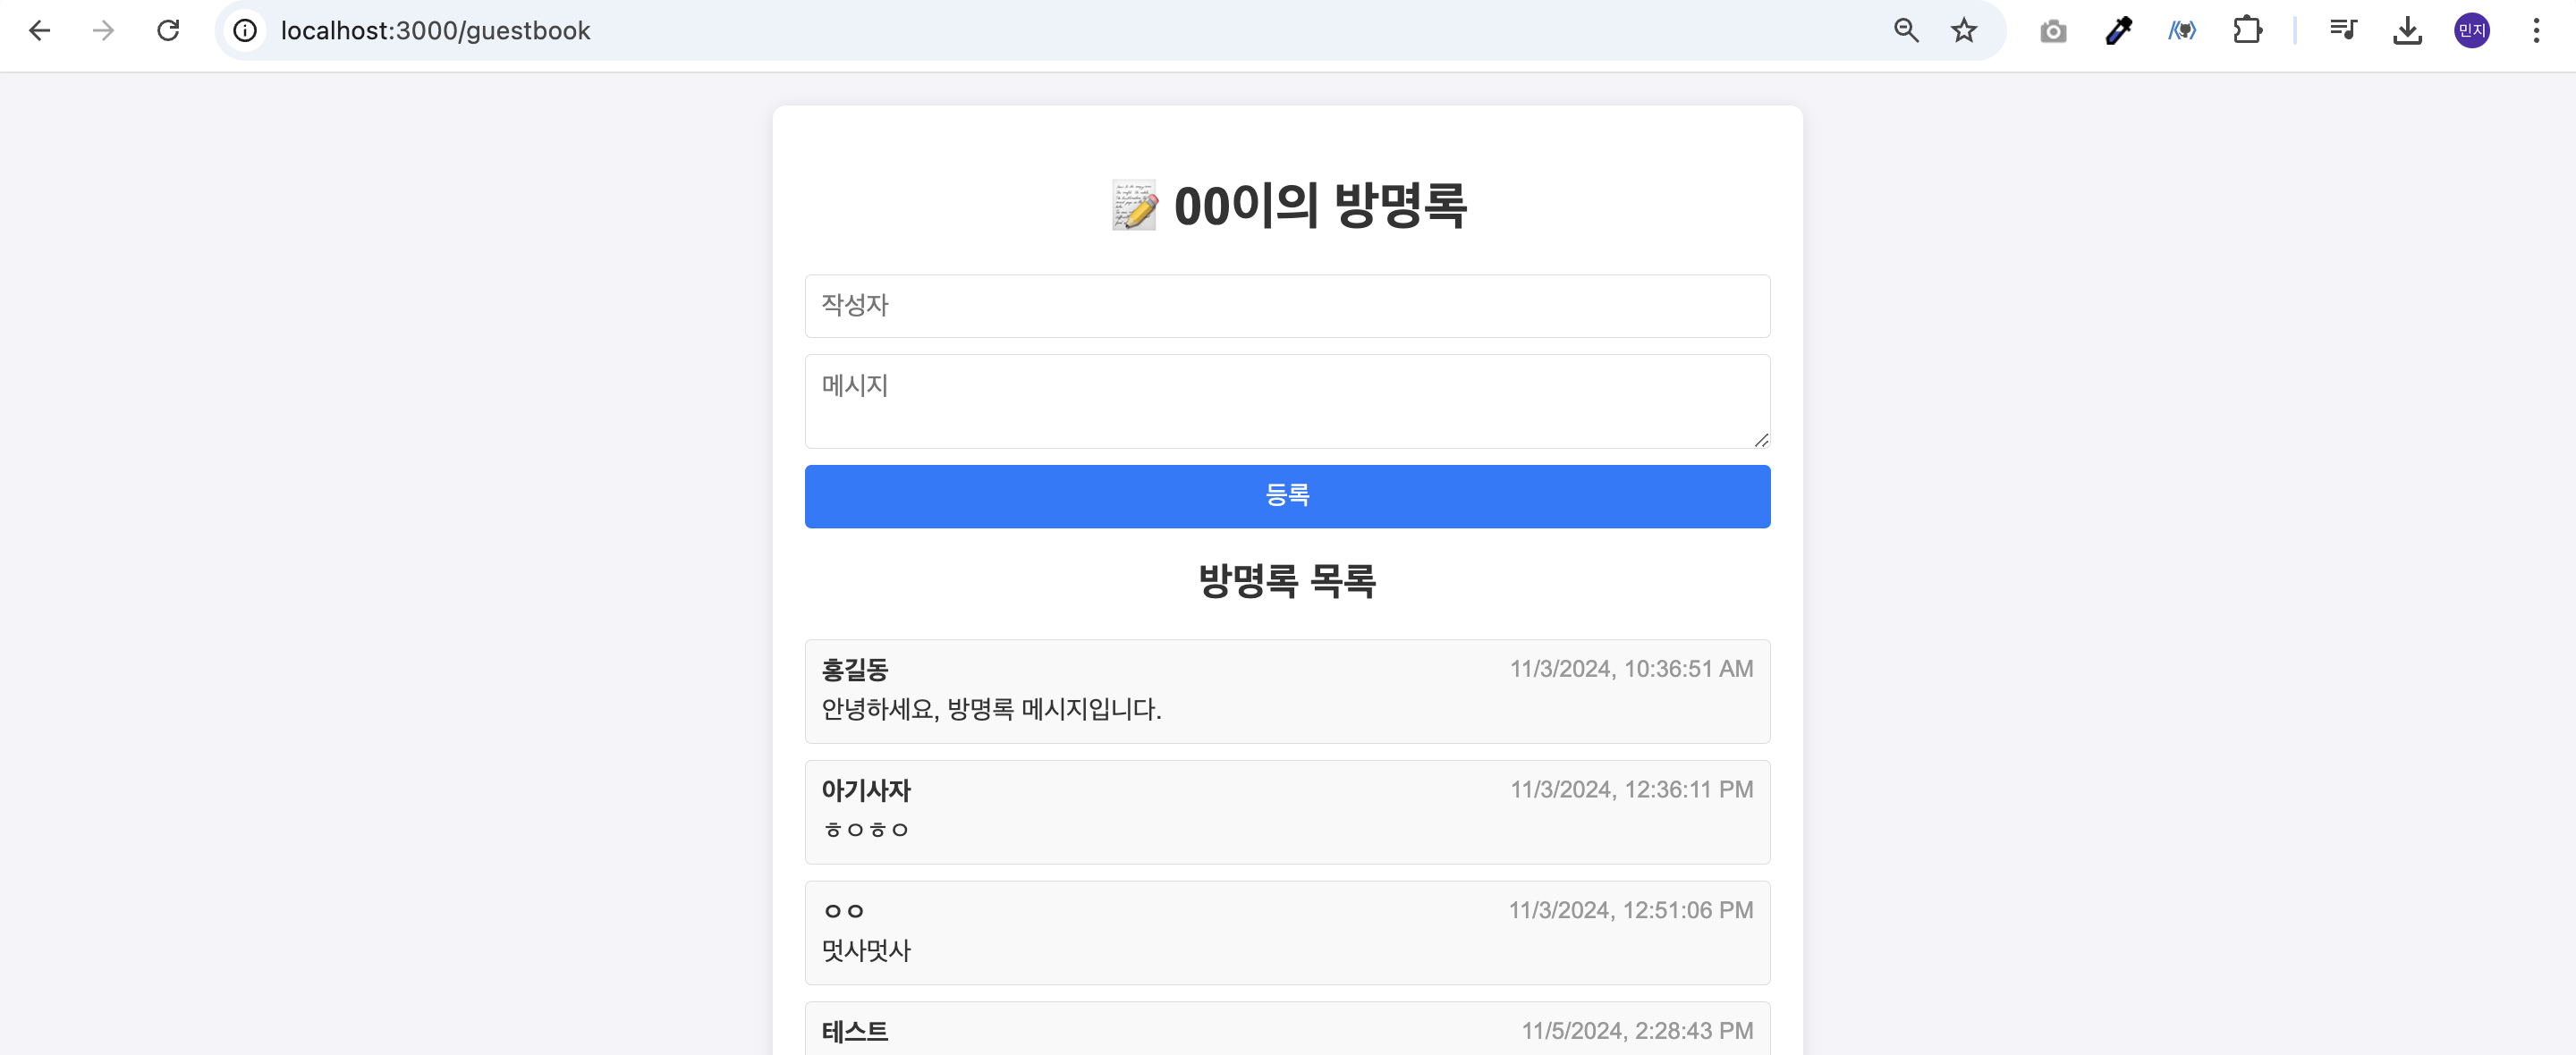 localhost:3000/guestbook
민지
00이의 방명록
작성자
메시지
등록
방명록 목록
홍길동 11/3/2024, 10:36:51 AM
안녕하세요, 방명록 메시지입니다.
아기사자 11/3/2024, 12:36:11 PM
ㅎㅇㅎㅇ
ㅇㅇ 11/3/2024, 12:51:06 PM
멋사멋사
테스트 11/5/2024, 2:28:43 PM